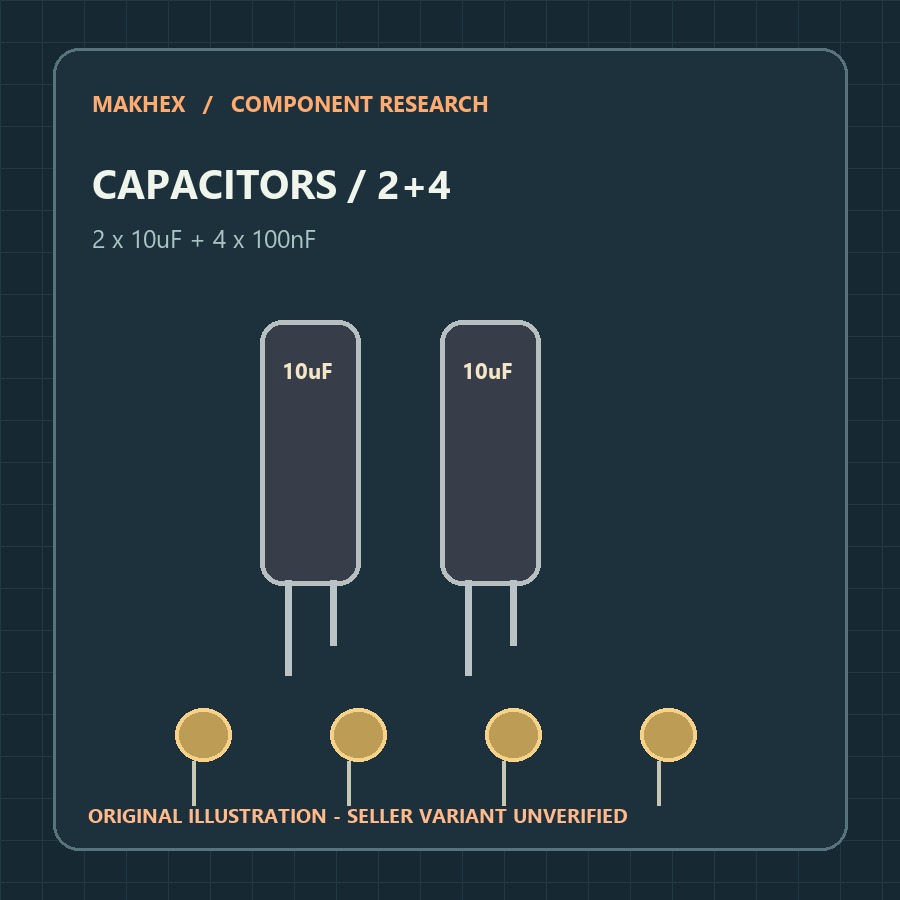 MAKHEX / COMPONENT RESEARCH
CAPACITORS / 2+4
2 x 10uF + 4 x 100nF
10uF 10uF
ORIGINAL ILLUSTRATION - SELLER VARIANT UNVERIFIED